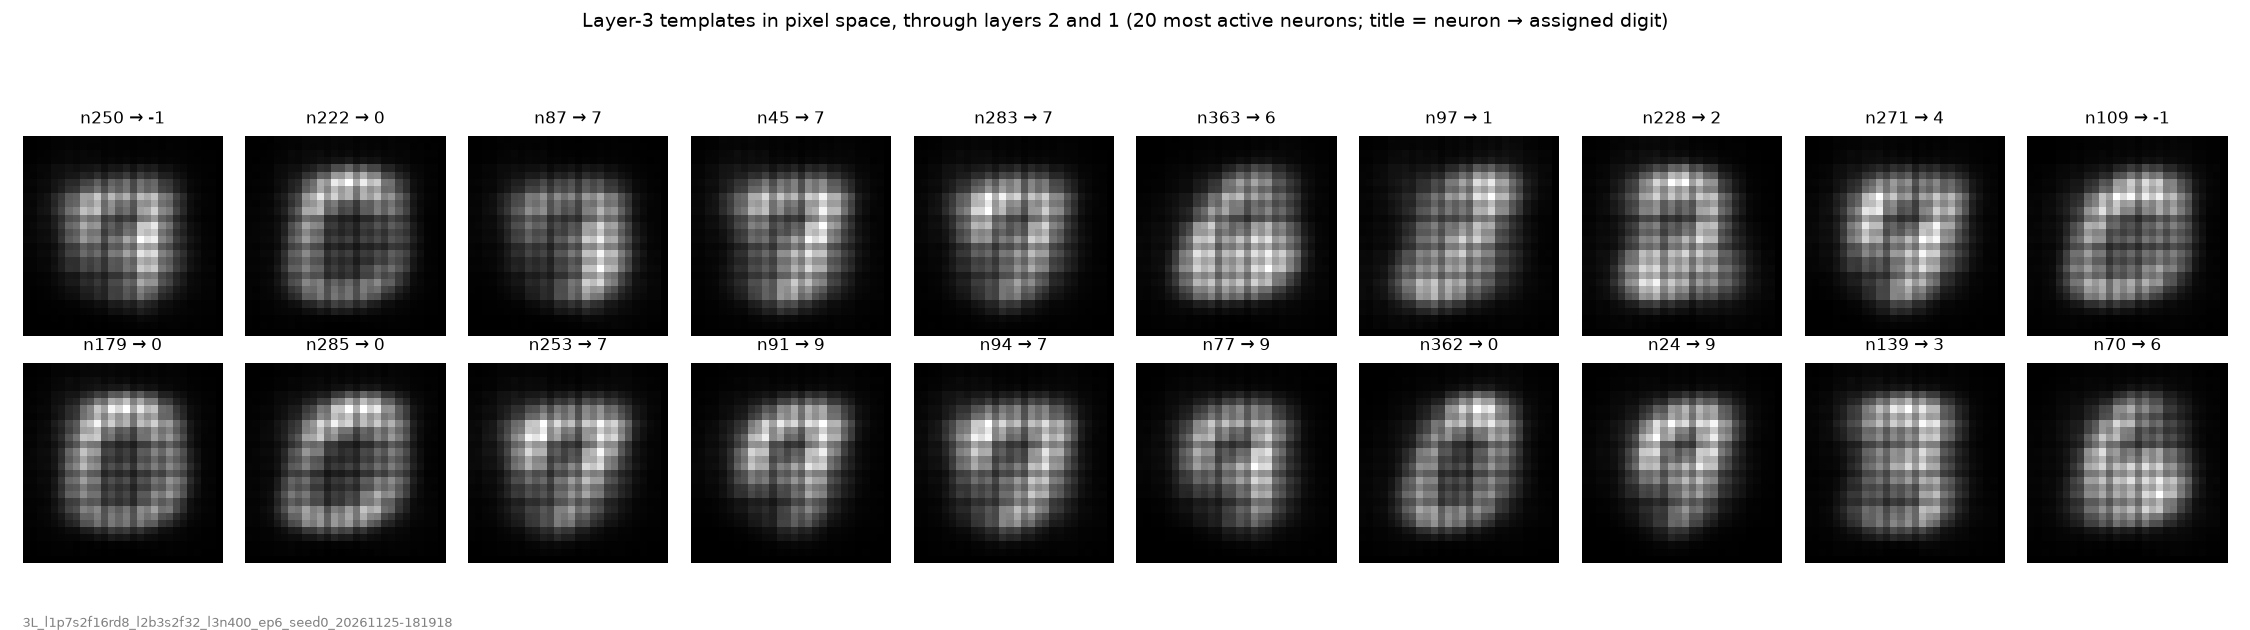 Layer-3 templates in pixel space, through layers 2 and 1 (20 most active neurons; title = neuron → assigned digit)
n250 → -1 n222 → 0 n87 → 7 n45 → 7 n283 → 7 n363 → 6 n97 → 1 n228 → 2 n271 → 4 n109 → -1
n179 → 0 n285 → 0 n253 → 7 n91 → 9 n94 → 7 n77 → 9 n362 → 0 n24 → 9 n139 → 3 n70 → 6
3L_l1p7s2f16rd8_l2b3s2f32_l3n400_ep6_seed0_20261125-181918